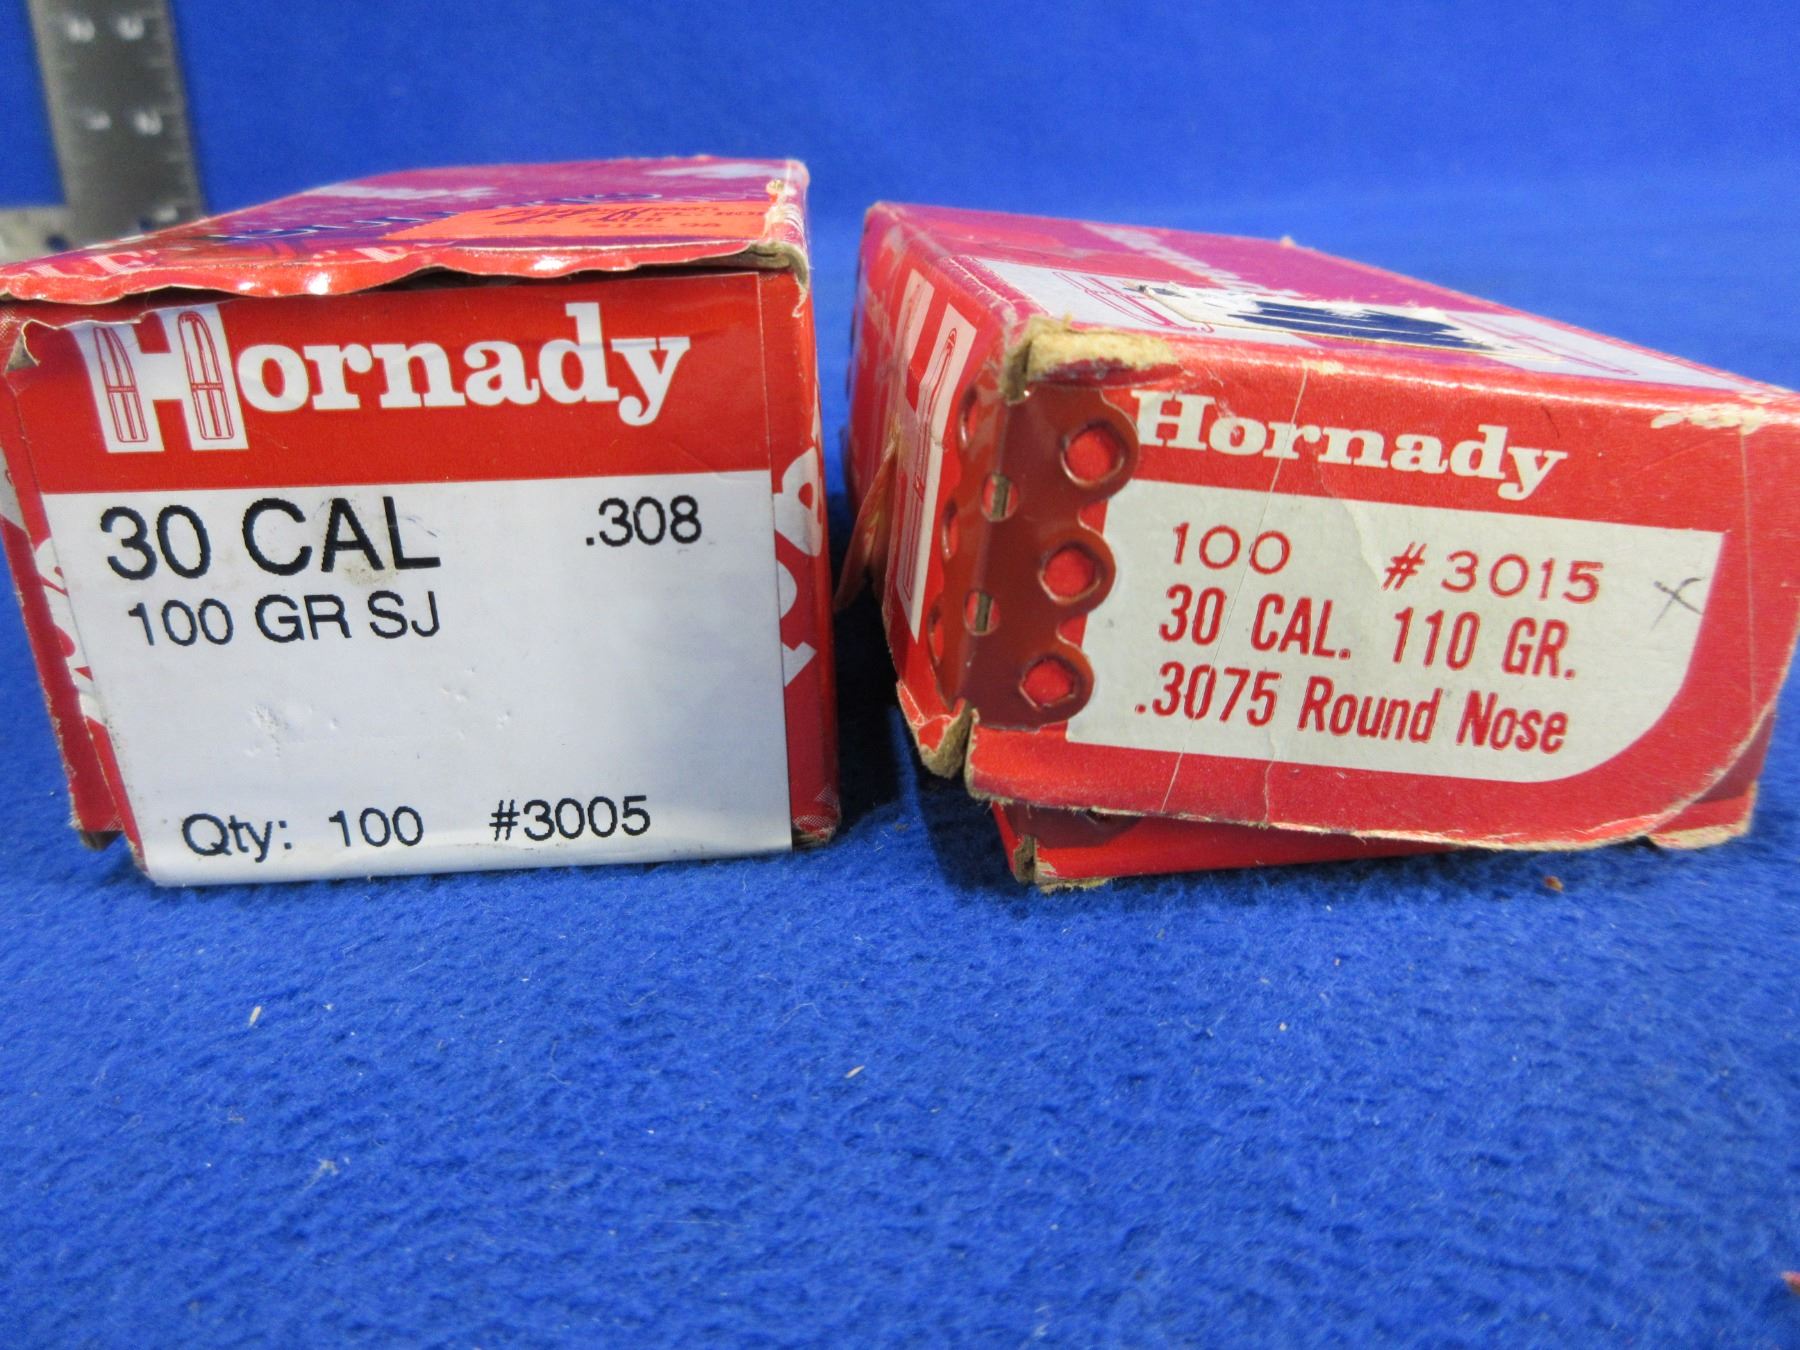 Hornady
30 CAL .308
100 GR SJ
Qty: 100 #3005
Hornady
100 #3015
30 CAL. 110 GR.
.3075 Round Nose